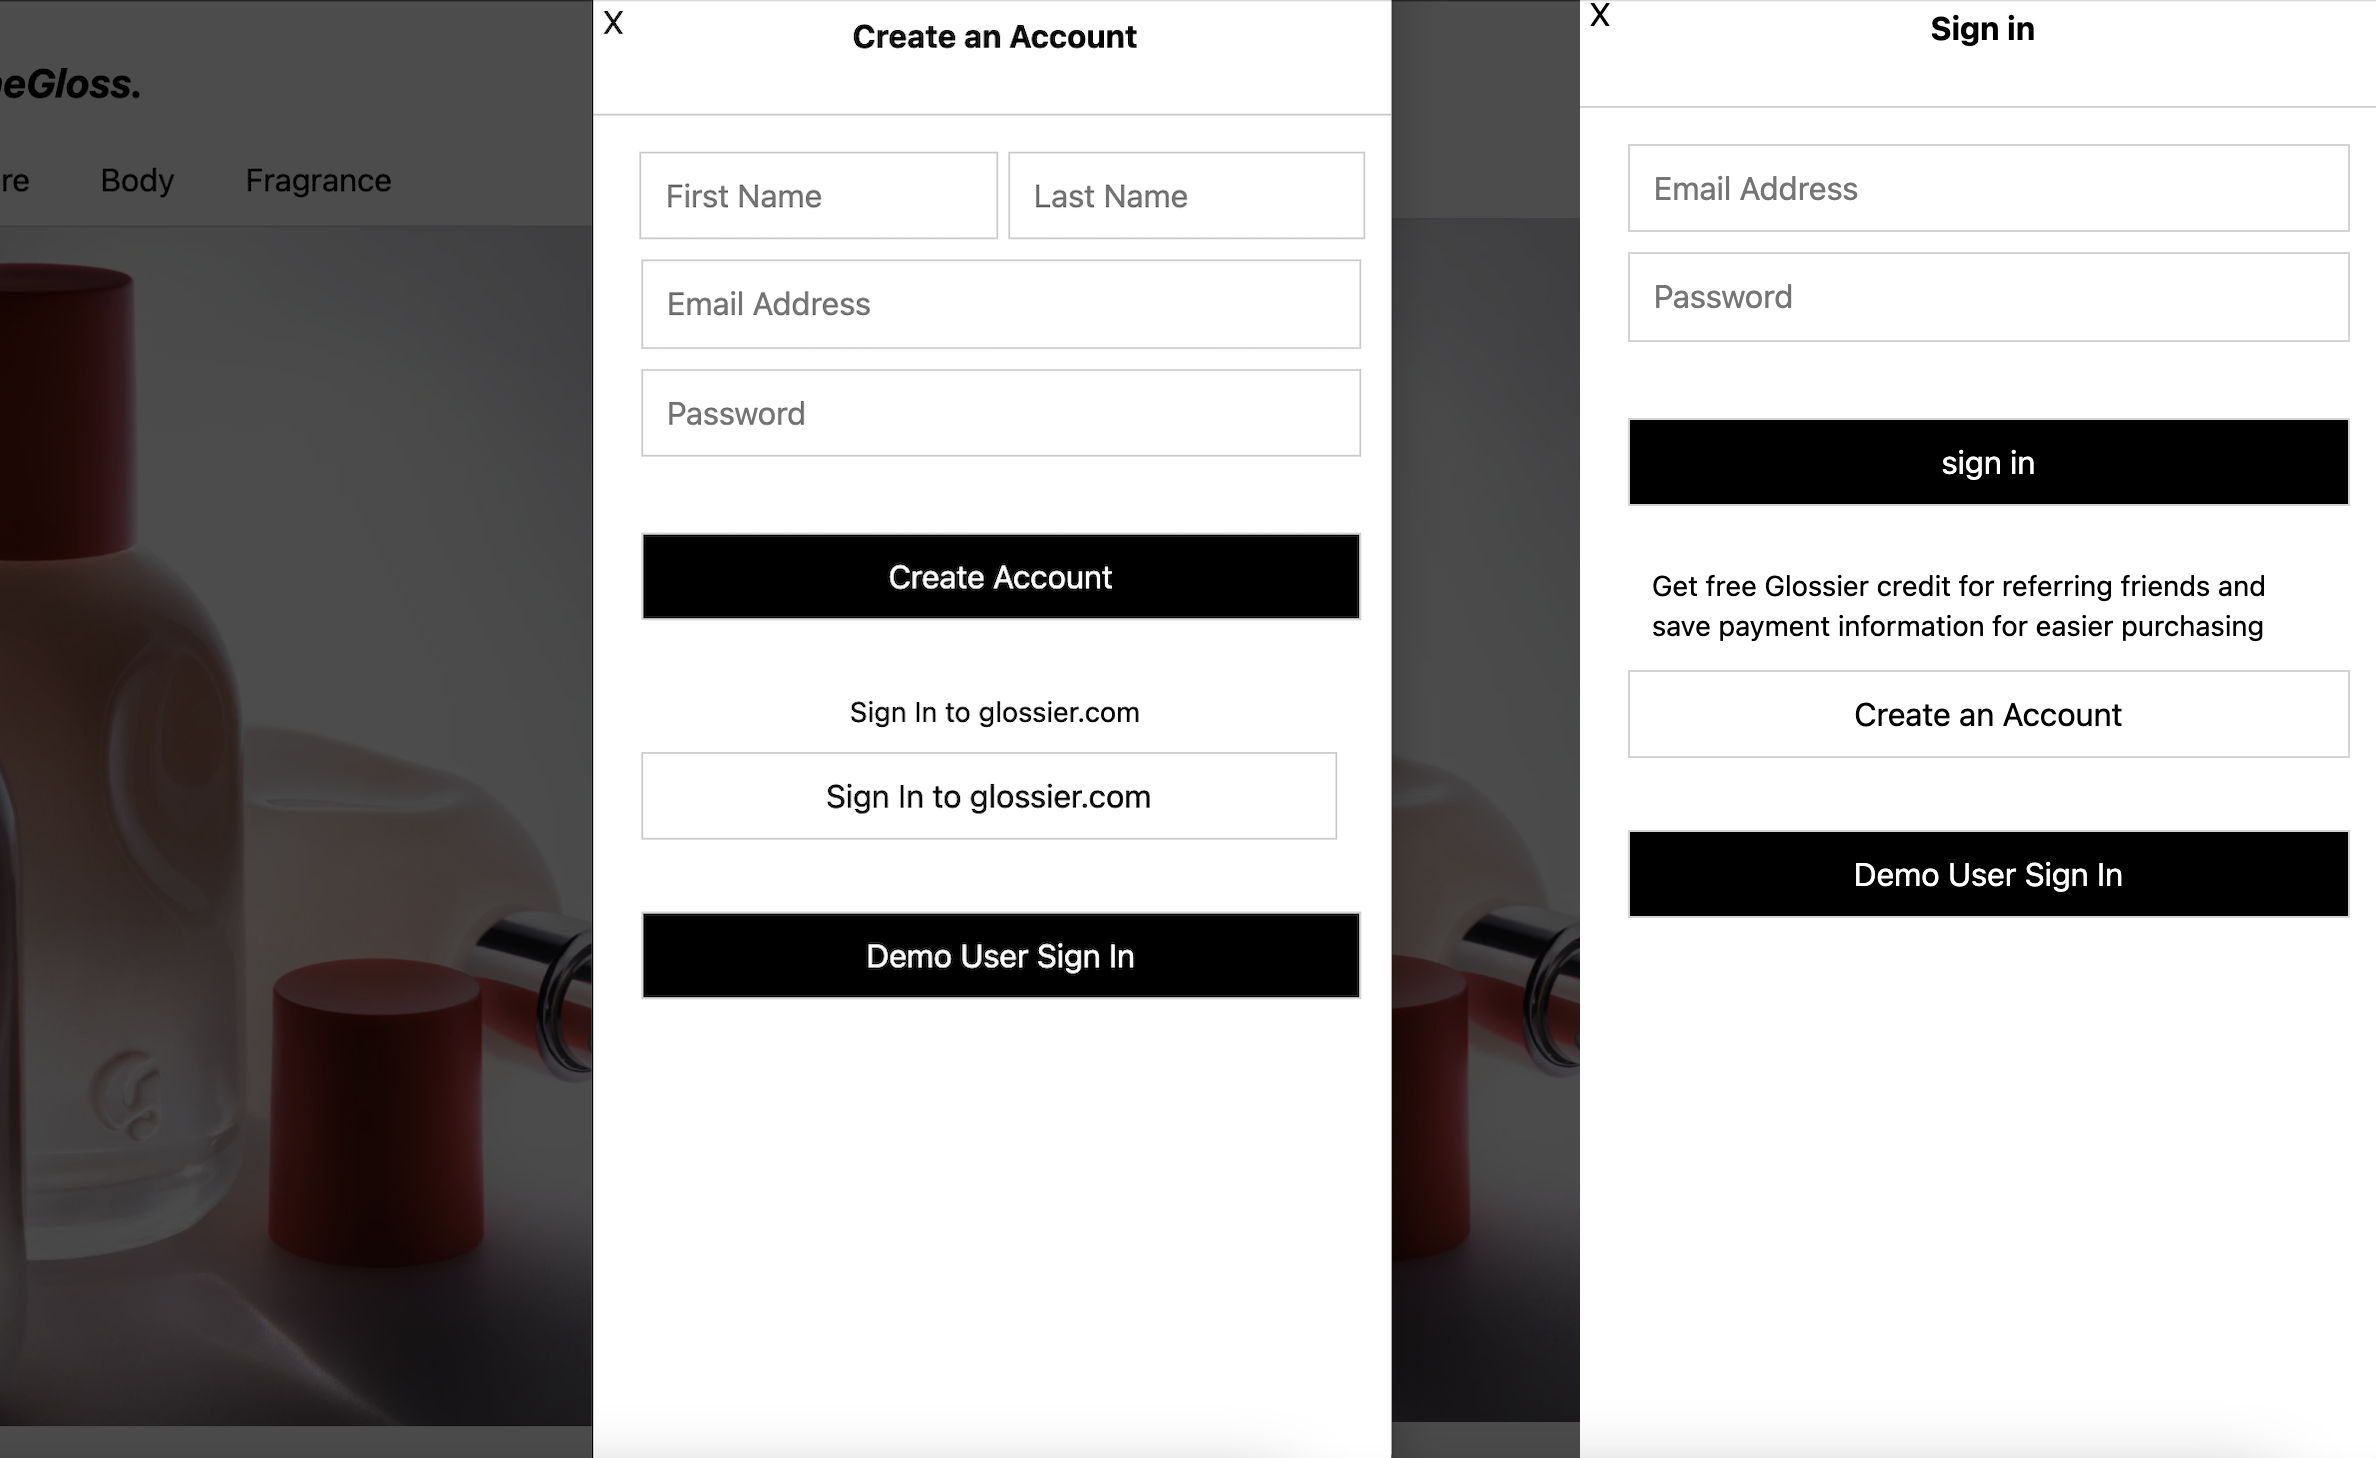 eGloss.
re Body Fragrance
X
Create an Account
First Name Last Name
Email Address
Password
Create Account
Sign In to glossier.com
Sign In to glossier.com
Demo User Sign In
X
Sign in
Email Address
Password
sign in
Get free Glossier credit for referring friends and
save payment information for easier purchasing
Create an Account
Demo User Sign In